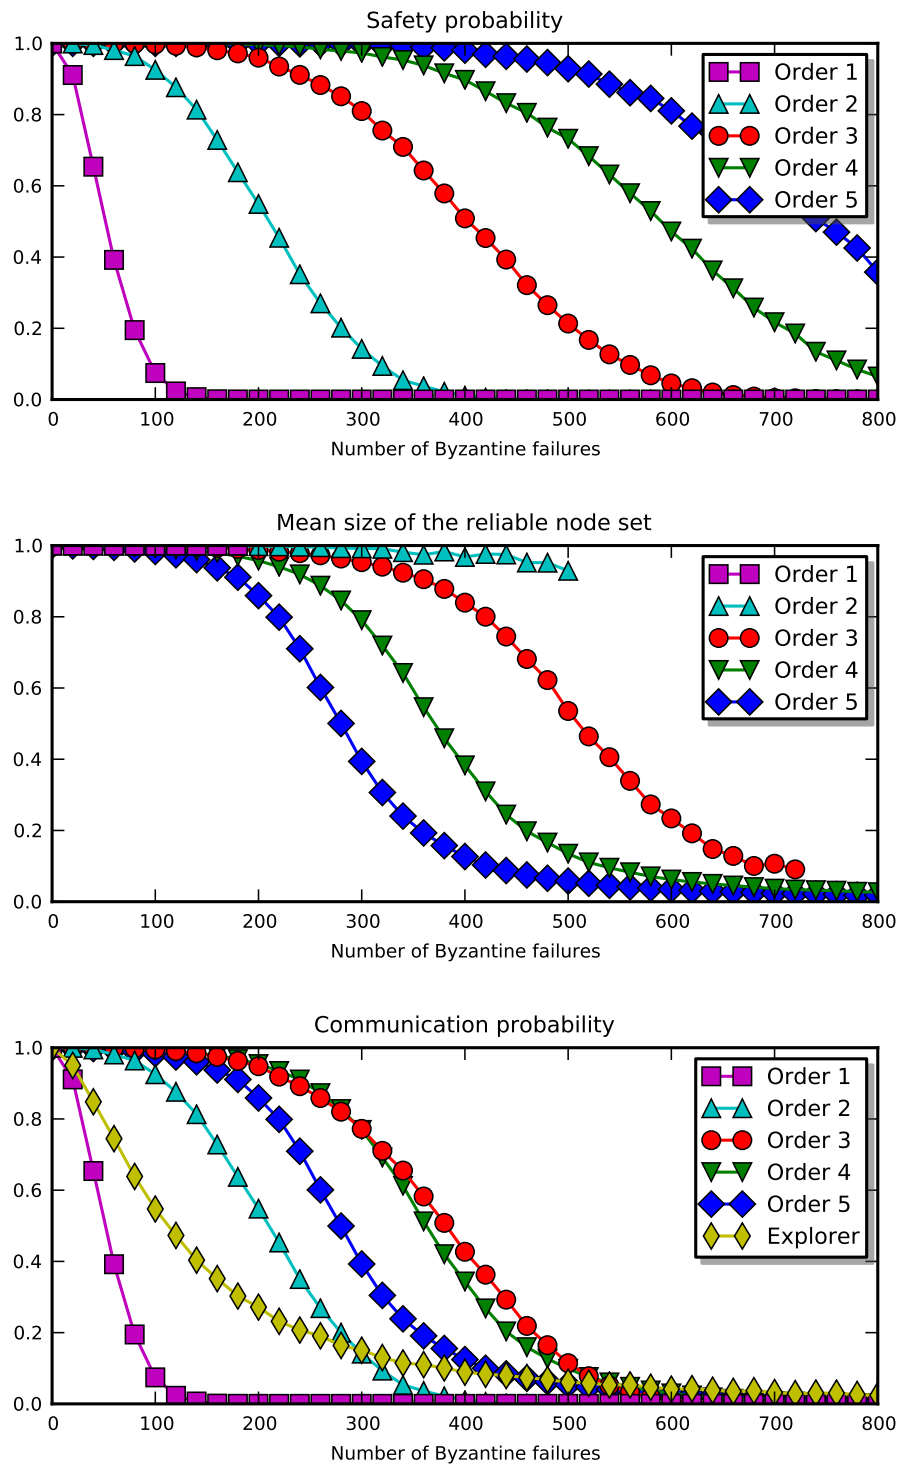 Safety probability
1.0
0.8
0.6
0.4
0.2
0.0
Order 1
Order 2
Order 3
Order 4
Order 5
0 100 200 300 400 500 600 700 800
Number of Byzantine failures
Mean size of the reliable node set
1.0
0.8
0.6
0.4
0.2
0.0
Order 1
Order 2
Order 3
Order 4
Order 5
0 100 200 300 400 500 600 700 800
Number of Byzantine failures
Communication probability
1.0
0.8
0.6
0.4
0.2
0.0
Order 1
Order 2
Order 3
Order 4
Order 5
Explorer
0 100 200 300 400 500 600 700 800
Number of Byzantine failures